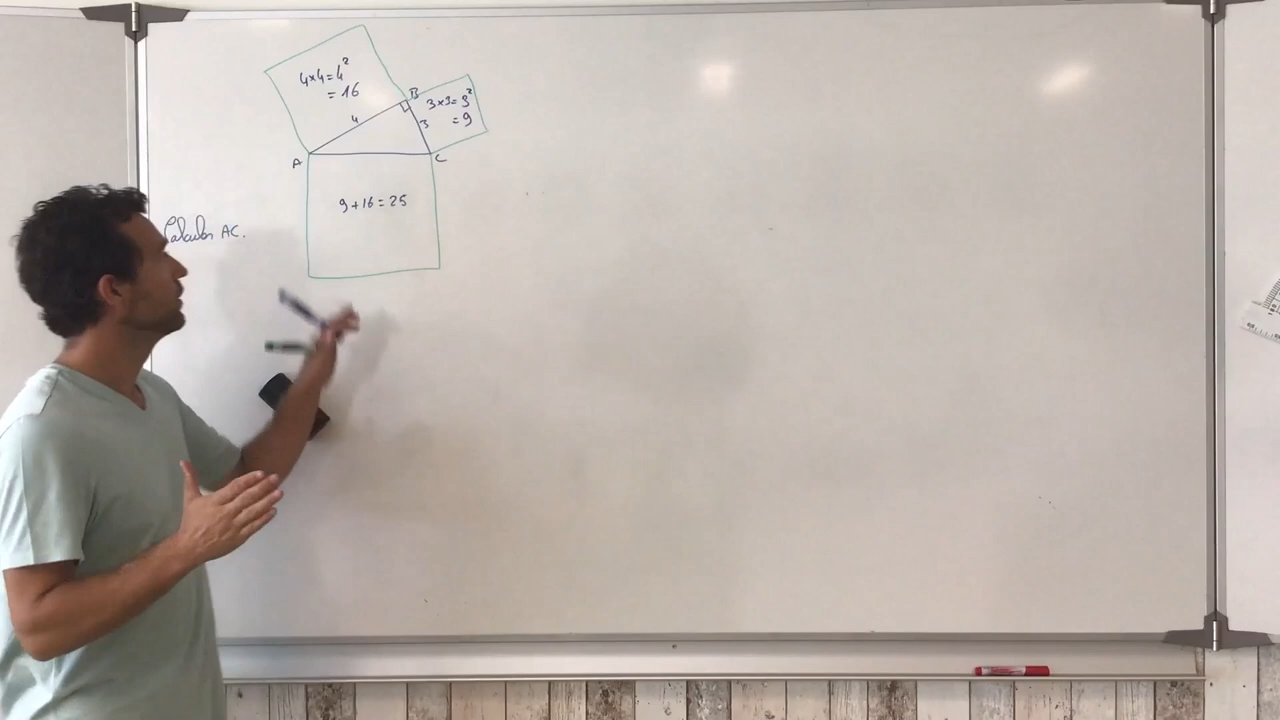 4×4=4²
=16
B
3×3=3²
=9
4
3
A
C
9+16=25
Calculer AC.